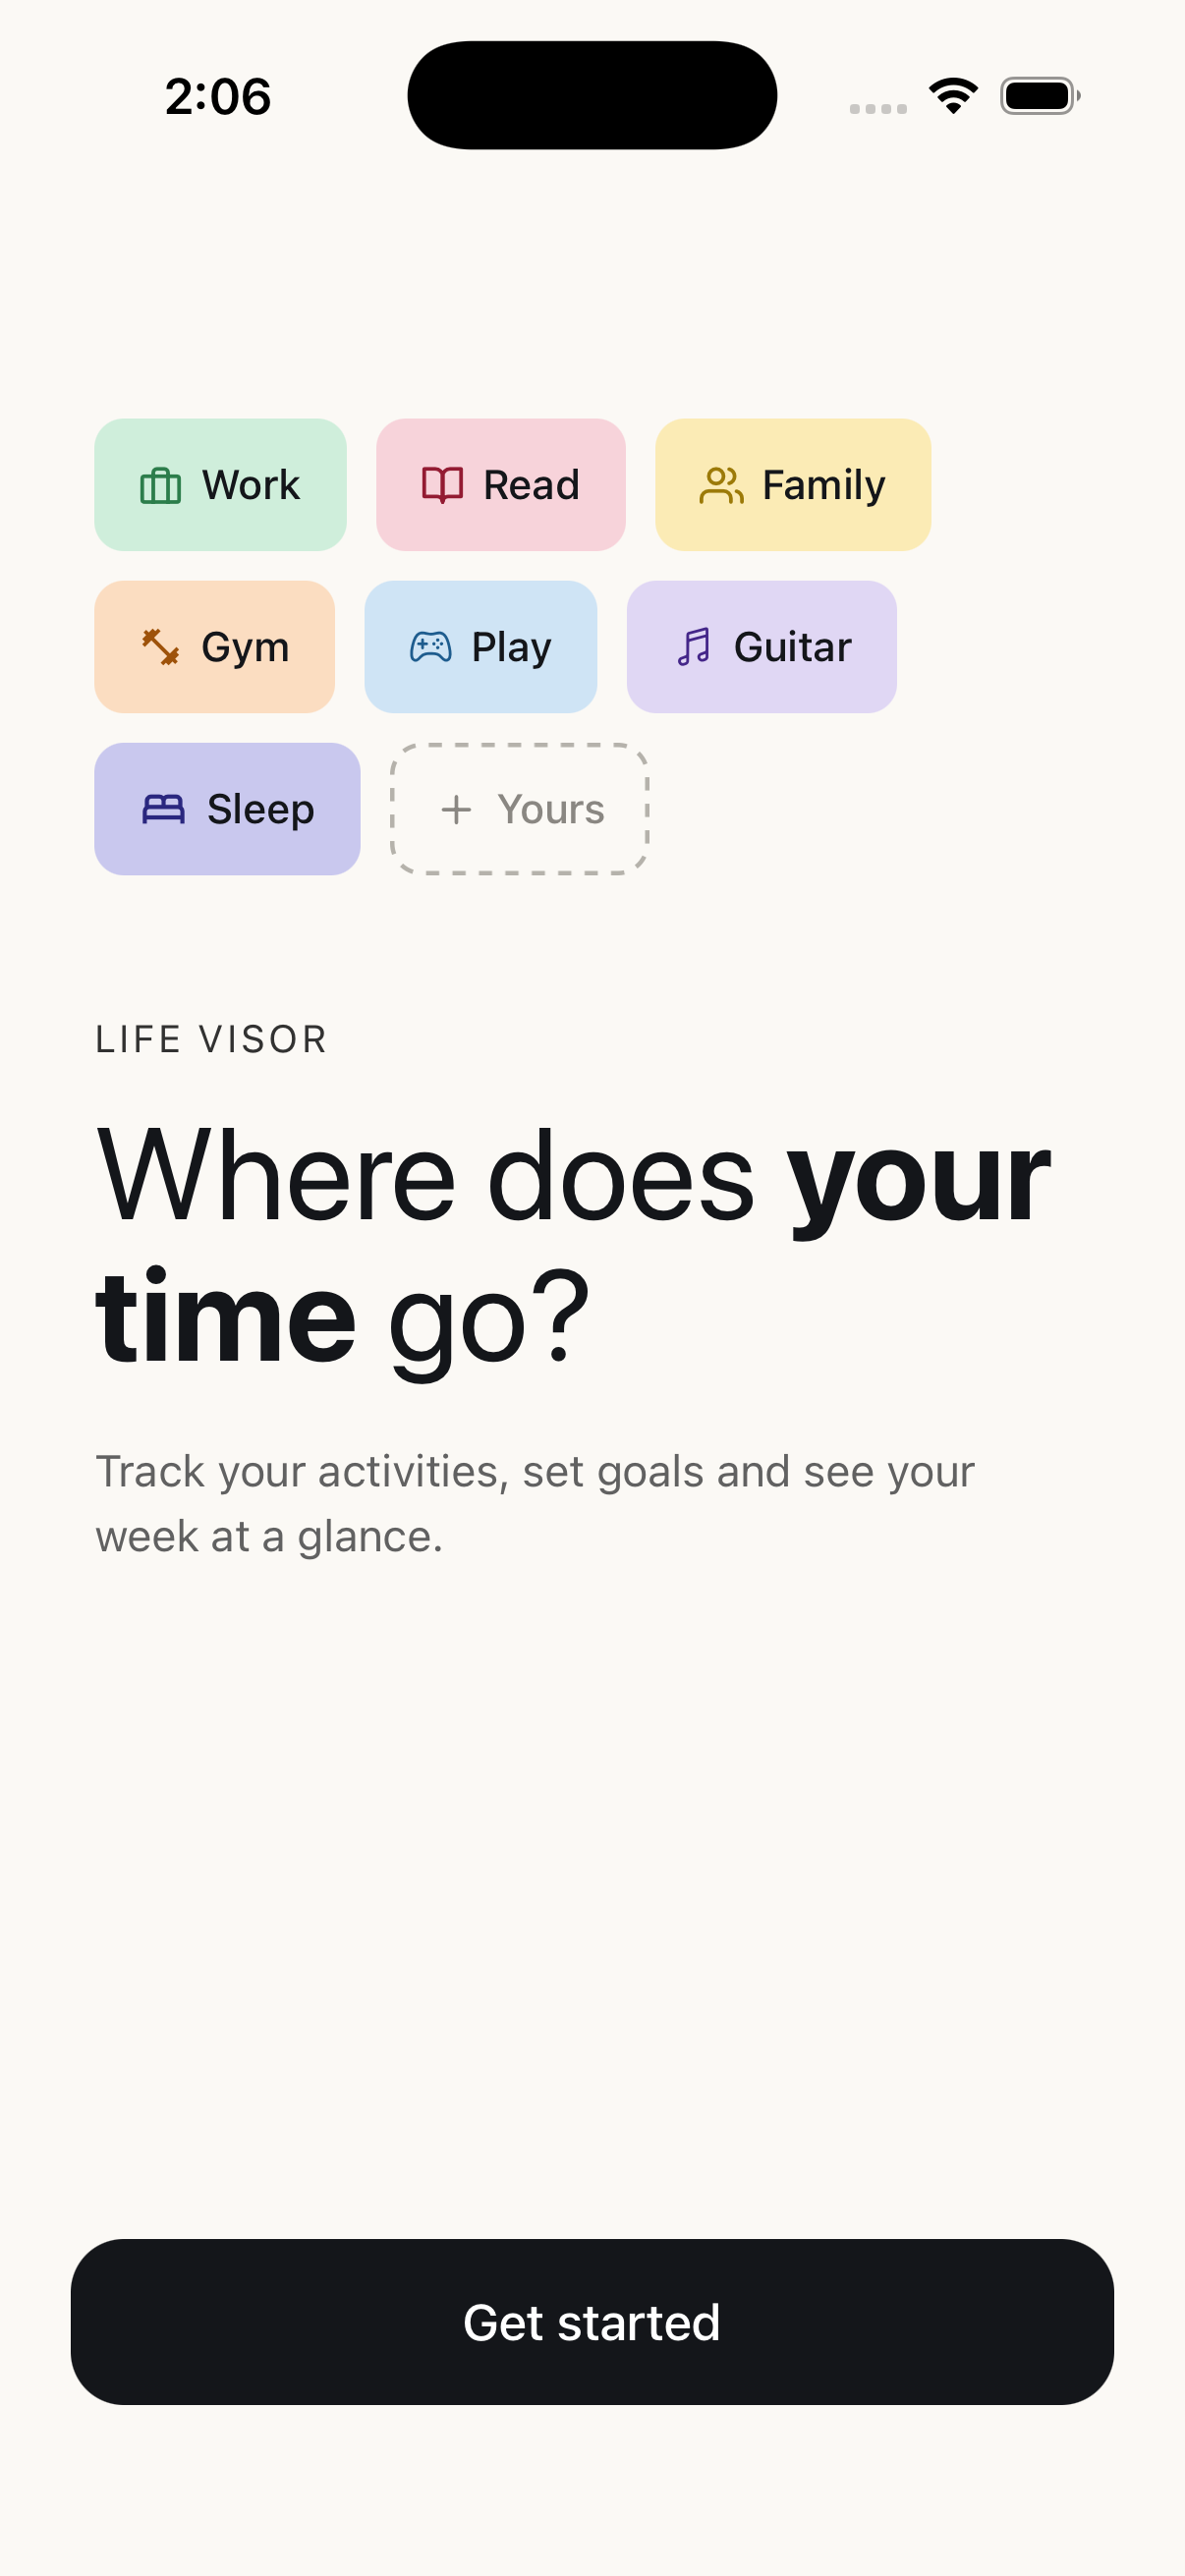 2:06
Work Read Family
Gym Play Guitar
Sleep + Yours
LIFE VISOR
Where does your
time go?
Track your activities, set goals and see your
week at a glance.
Get started